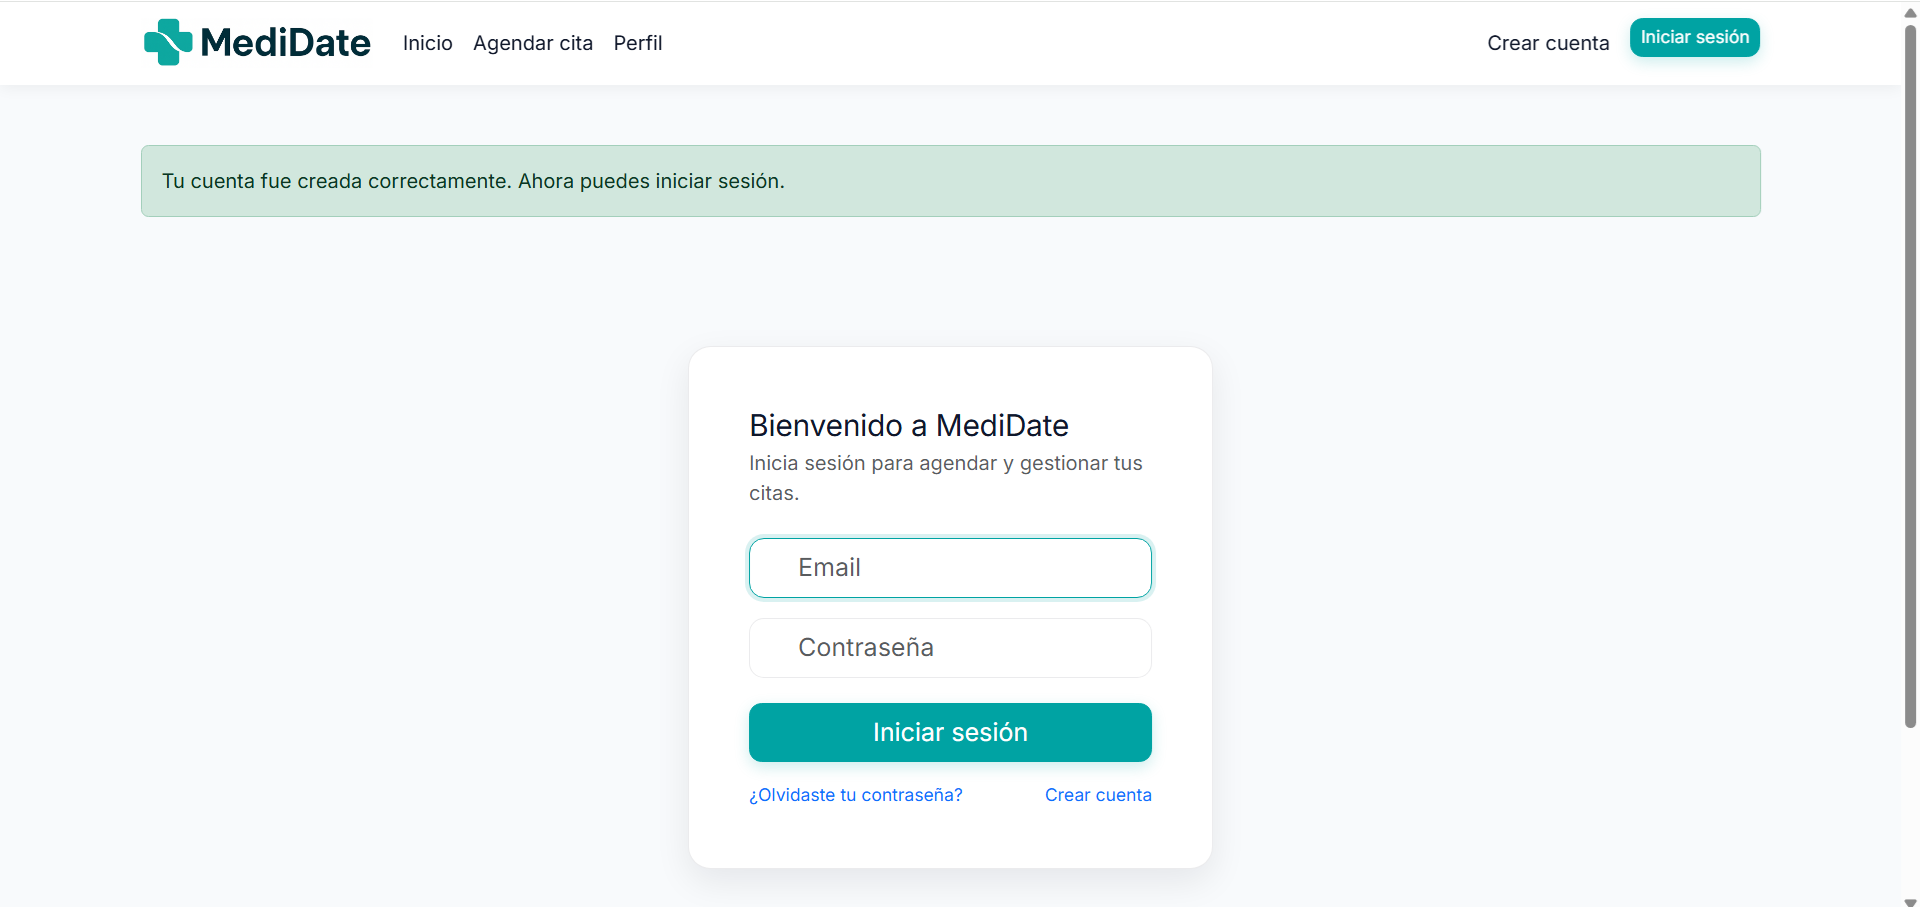 MediDate
Inicio
Agendar cita
Perfil
Crear cuenta
Iniciar sesión
Tu cuenta fue creada correctamente. Ahora puedes iniciar sesión.
Bienvenido a MediDate
Inicia sesión para agendar y gestionar tus
citas.
Email
Contraseña
Iniciar sesión
¿Olvidaste tu contraseña?
Crear cuenta